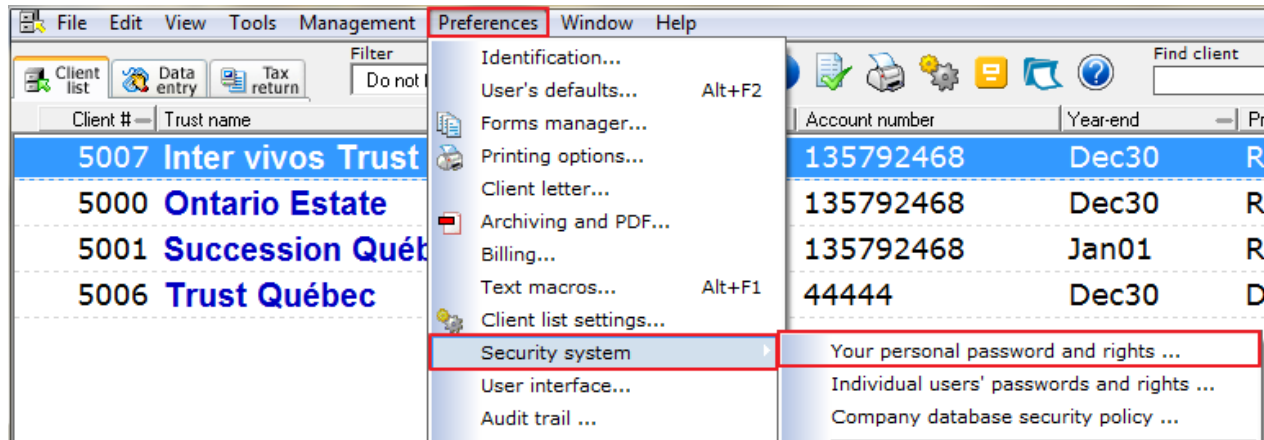 File Edit View Tools Management Preferences Window Help
Client list
Data entry
Tax return
Filter
Do not
Find client
Client # Trust name Account number Year-end
5007 Inter vivos Trust 135792468 Dec30 R
5000 Ontario Estate 135792468 Dec30 R
5001 Succession Québ 135792468 Jan01 R
5006 Trust Québec 44444 Dec30 D
Identification...
User's defaults... Alt+F2
Forms manager...
Printing options...
Client letter...
Archiving and PDF...
Billing...
Text macros... Alt+F1
Client list settings...
Security system
User interface...
Audit trail ...
Your personal password and rights ...
Individual users' passwords and rights ...
Company database security policy ...